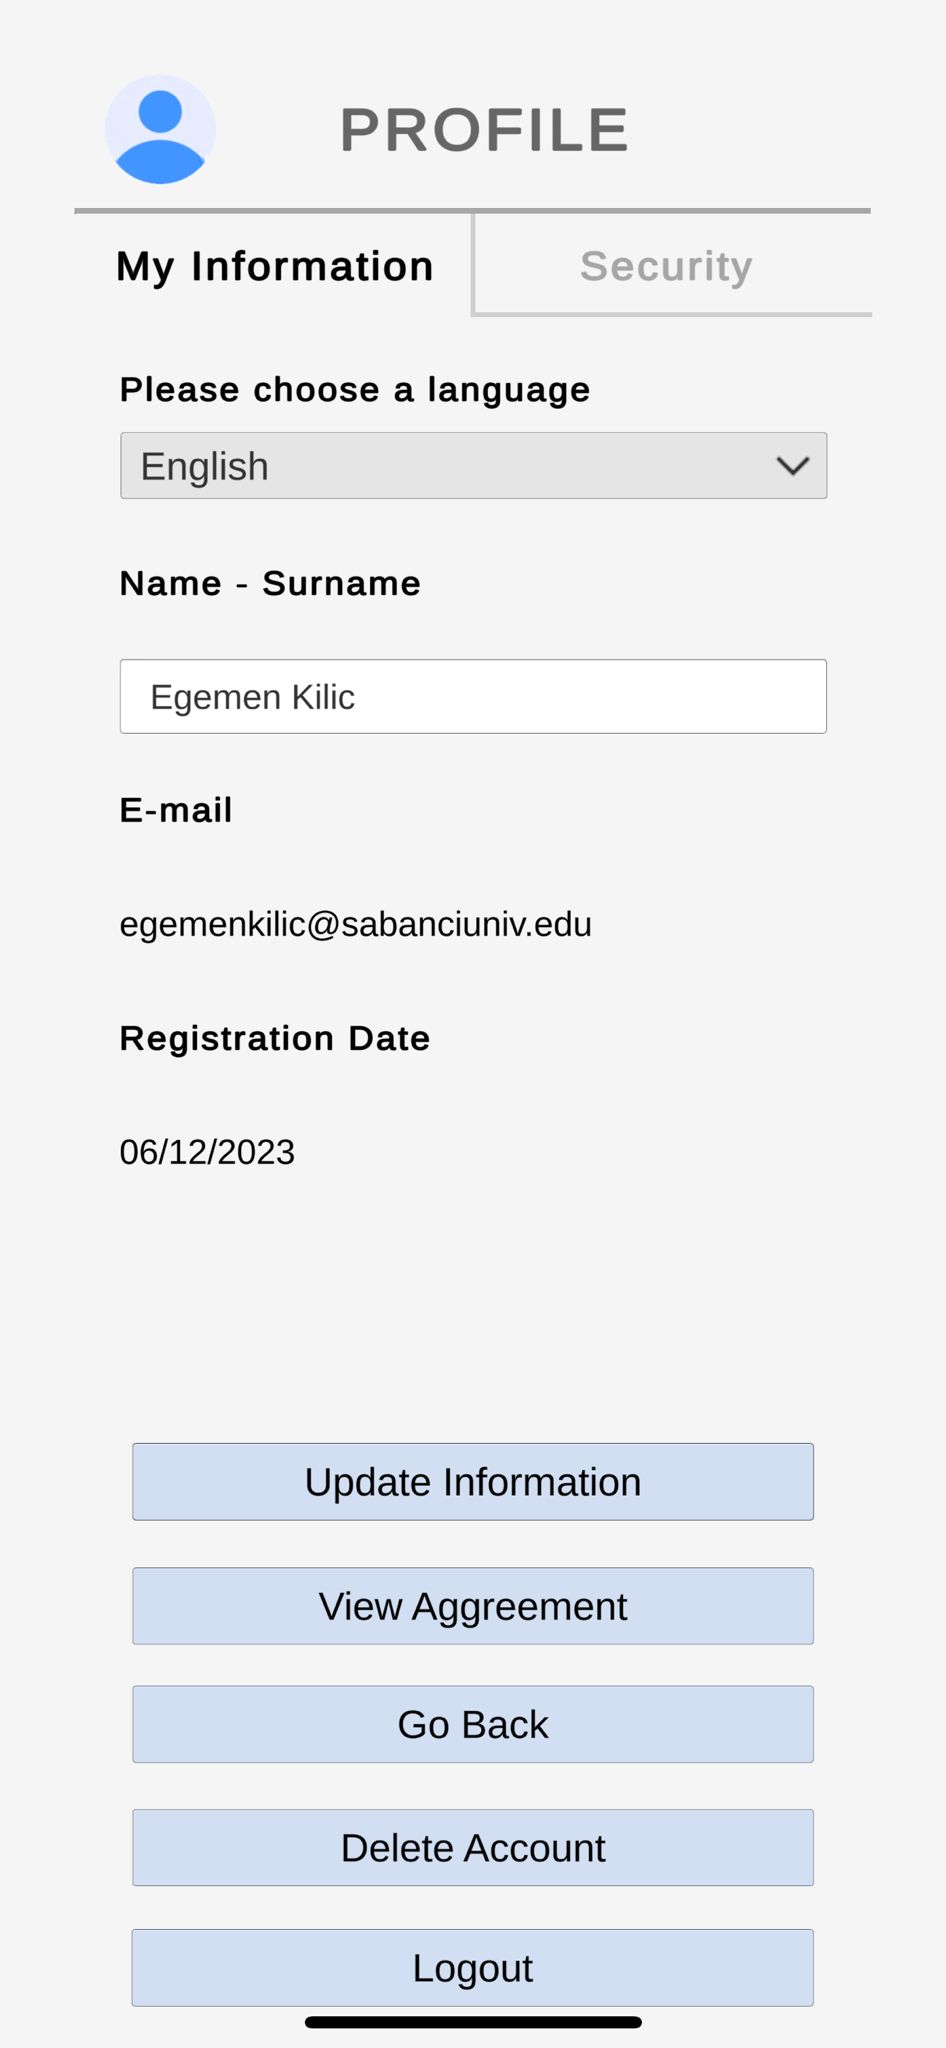 PROFILE
My Information
Security
Please choose a language
English
Name - Surname
Egemen Kilic
E-mail
egemenkilic@sabanciuniv.edu
Registration Date
06/12/2023
Update Information
View Aggreement
Go Back
Delete Account
Logout